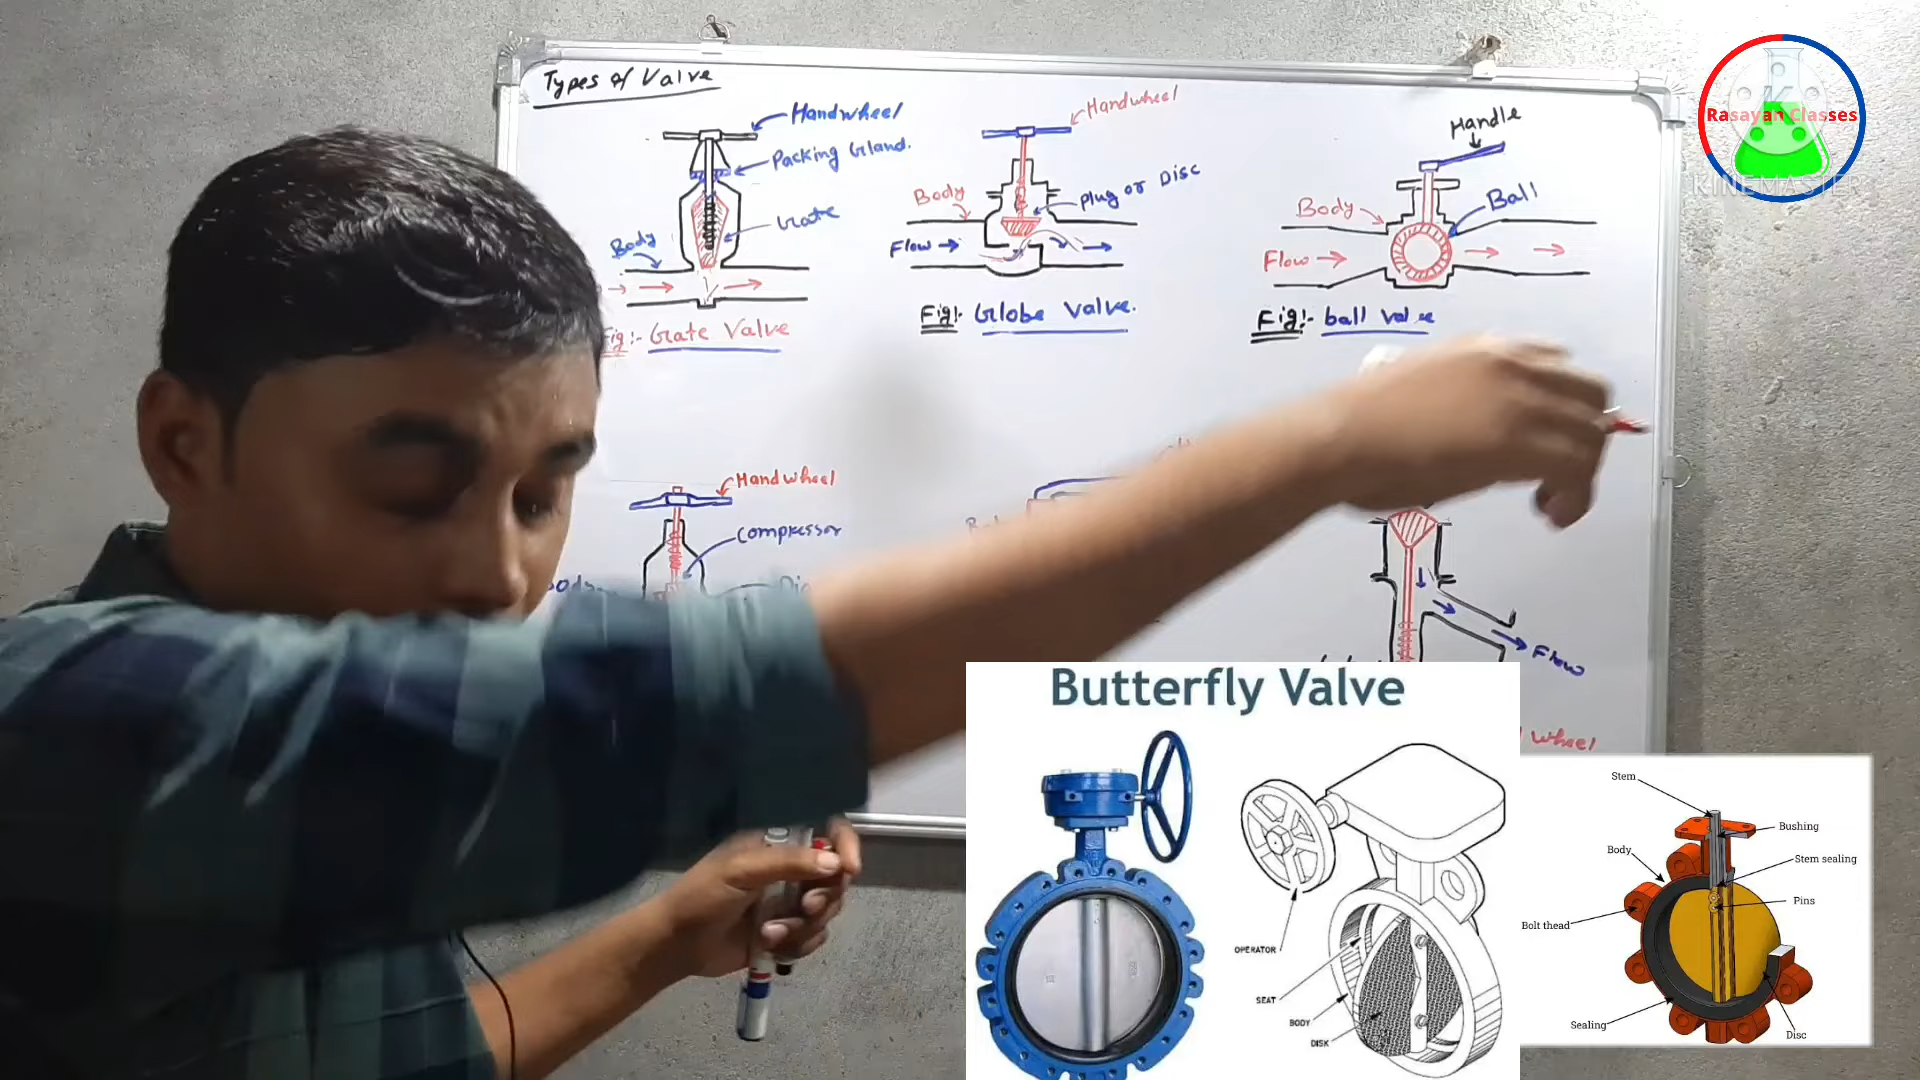 Types of Valve
Handwheel
Packing Gland.
Gate
Body
Fig:- Gate Valve
Handwheel
Body
Plug or Disc
Flow
Fig:- Globe Valve.
Handle
Body
Ball
Flow
Fig:- ball valve
Rasayan Classes
KINEMASTER
Handwheel
Compressor
Flow
wheel
Butterfly Valve
OPERATOR
SEAT
BODY
DISK
Stem
Bushing
Body
Stem sealing
Pins
Bolt thead
Sealing
Disc